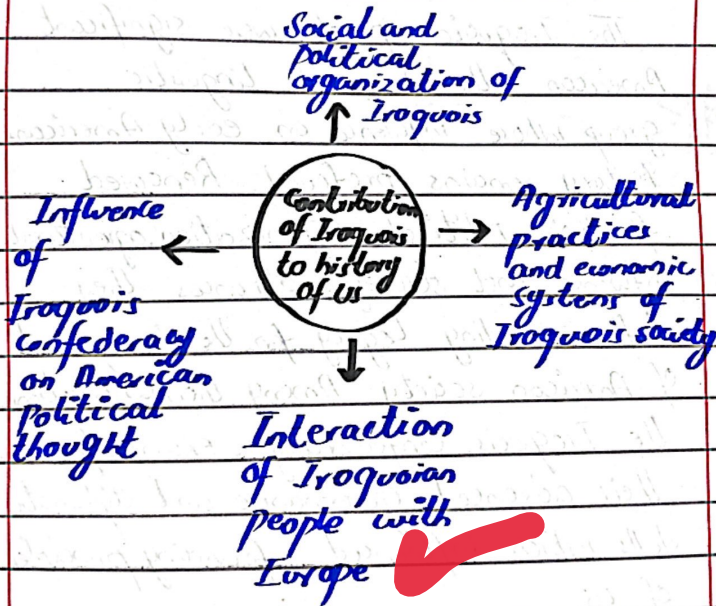 Social and
political
organization of
Iroquois
Contribution
of Iroquois
to history
of US
Influence
of
Iroquois
confederacy
on American
political
thought
Agricultural
practices
and economic
systems of
Iroquois society
Interaction
of Iroquoian
people with
Europe